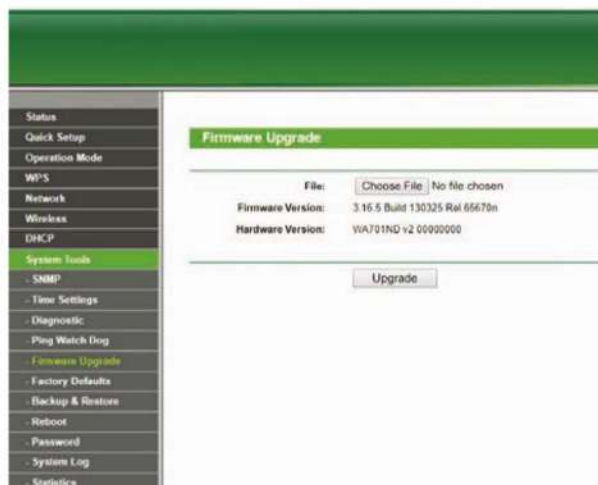 Status
Quick Setup
Operation Mode
WPS
Network
Wireless
DHCP
System Tools
- SNMP
- Time Settings
- Diagnostic
- Ping Watch Dog
- Firmware Upgrade
- Factory Defaults
- Backup & Restore
- Reboot
- Password
- System Log
- Statistics
Firmware Upgrade
File: Choose File No file chosen
Firmware Version: 3.16.5 Build 130325 Rel.65670n
Hardware Version: WA701ND v2 00000000
Upgrade